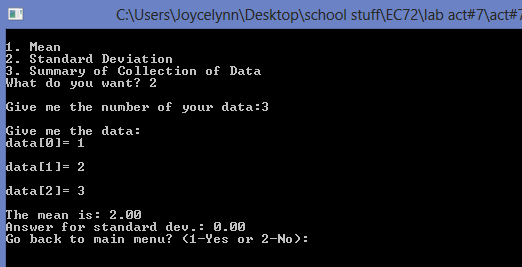 C:\Users\Joycelynn\Desktop\school stuff\EC72\lab act#7\act#7
1. Mean
2. Standard Deviation
3. Summary of Collection of Data
What do you want? 2
Give me the number of your data:3
Give me the data:
data[0]= 1
data[1]= 2
data[2]= 3
The mean is: 2.00
Answer for standard dev.: 0.00
Go back to main menu? (1-Yes or 2-No):